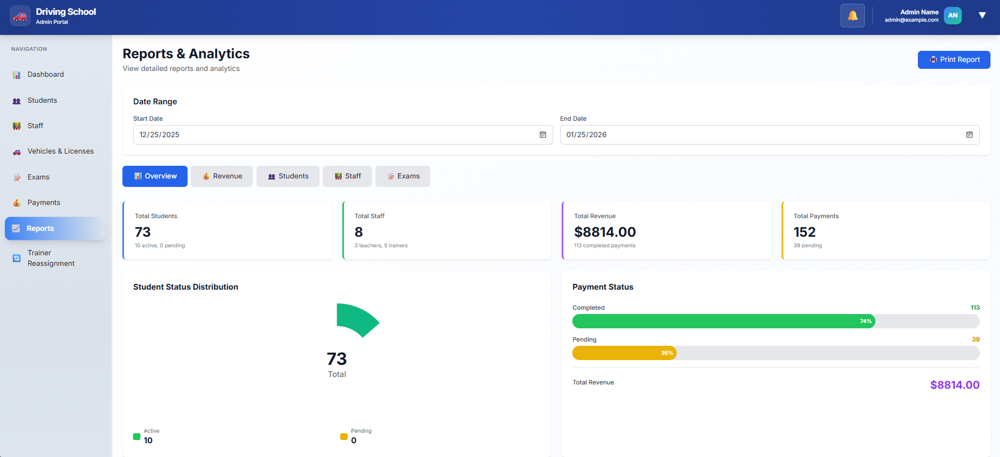 Driving School
Admin Portal
Admin Name
admin@example.com
AN
NAVIGATION
Dashboard
Students
Staff
Vehicles & Licenses
Exams
Payments
Reports
Trainer
Reassignment
Reports & Analytics
View detailed reports and analytics
Print Report
Date Range
Start Date
End Date
12/25/2025
01/25/2026
Overview
Revenue
Students
Staff
Exams
Total Students
73
10 active, 0 pending
Total Staff
8
3 teachers, 5 trainers
Total Revenue
$8814.00
113 completed payments
Total Payments
152
39 pending
Student Status Distribution
73
Total
Active
10
Pending
0
Payment Status
Completed
113
74%
Pending
39
26%
Total Revenue
$8814.00